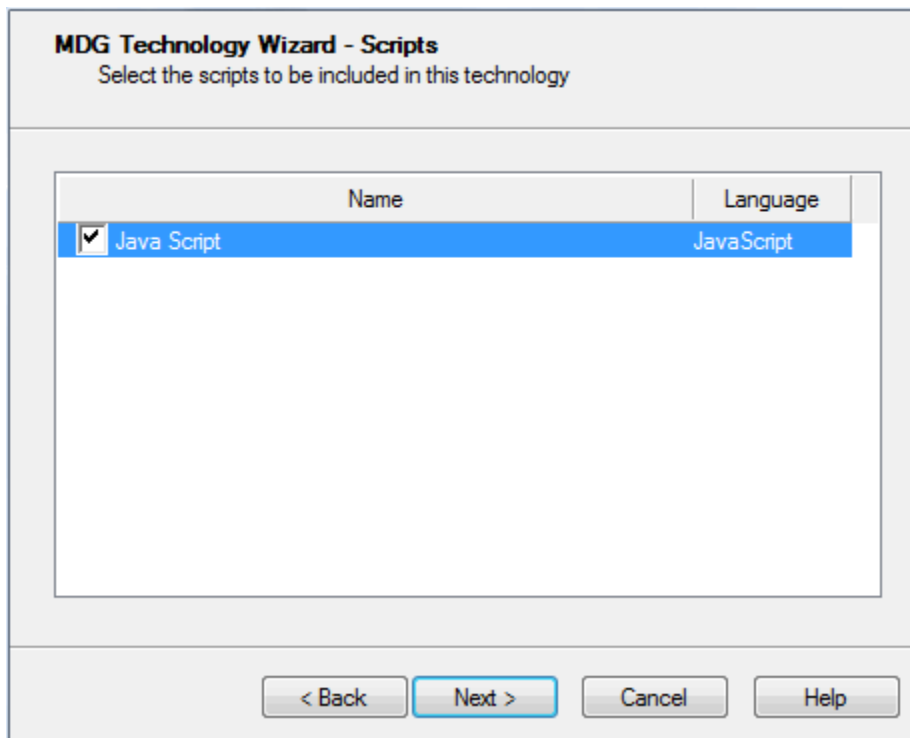 MDG Technology Wizard - Scripts
Select the scripts to be included in this technology
Name Language
Java Script JavaScript
< Back Next > Cancel Help